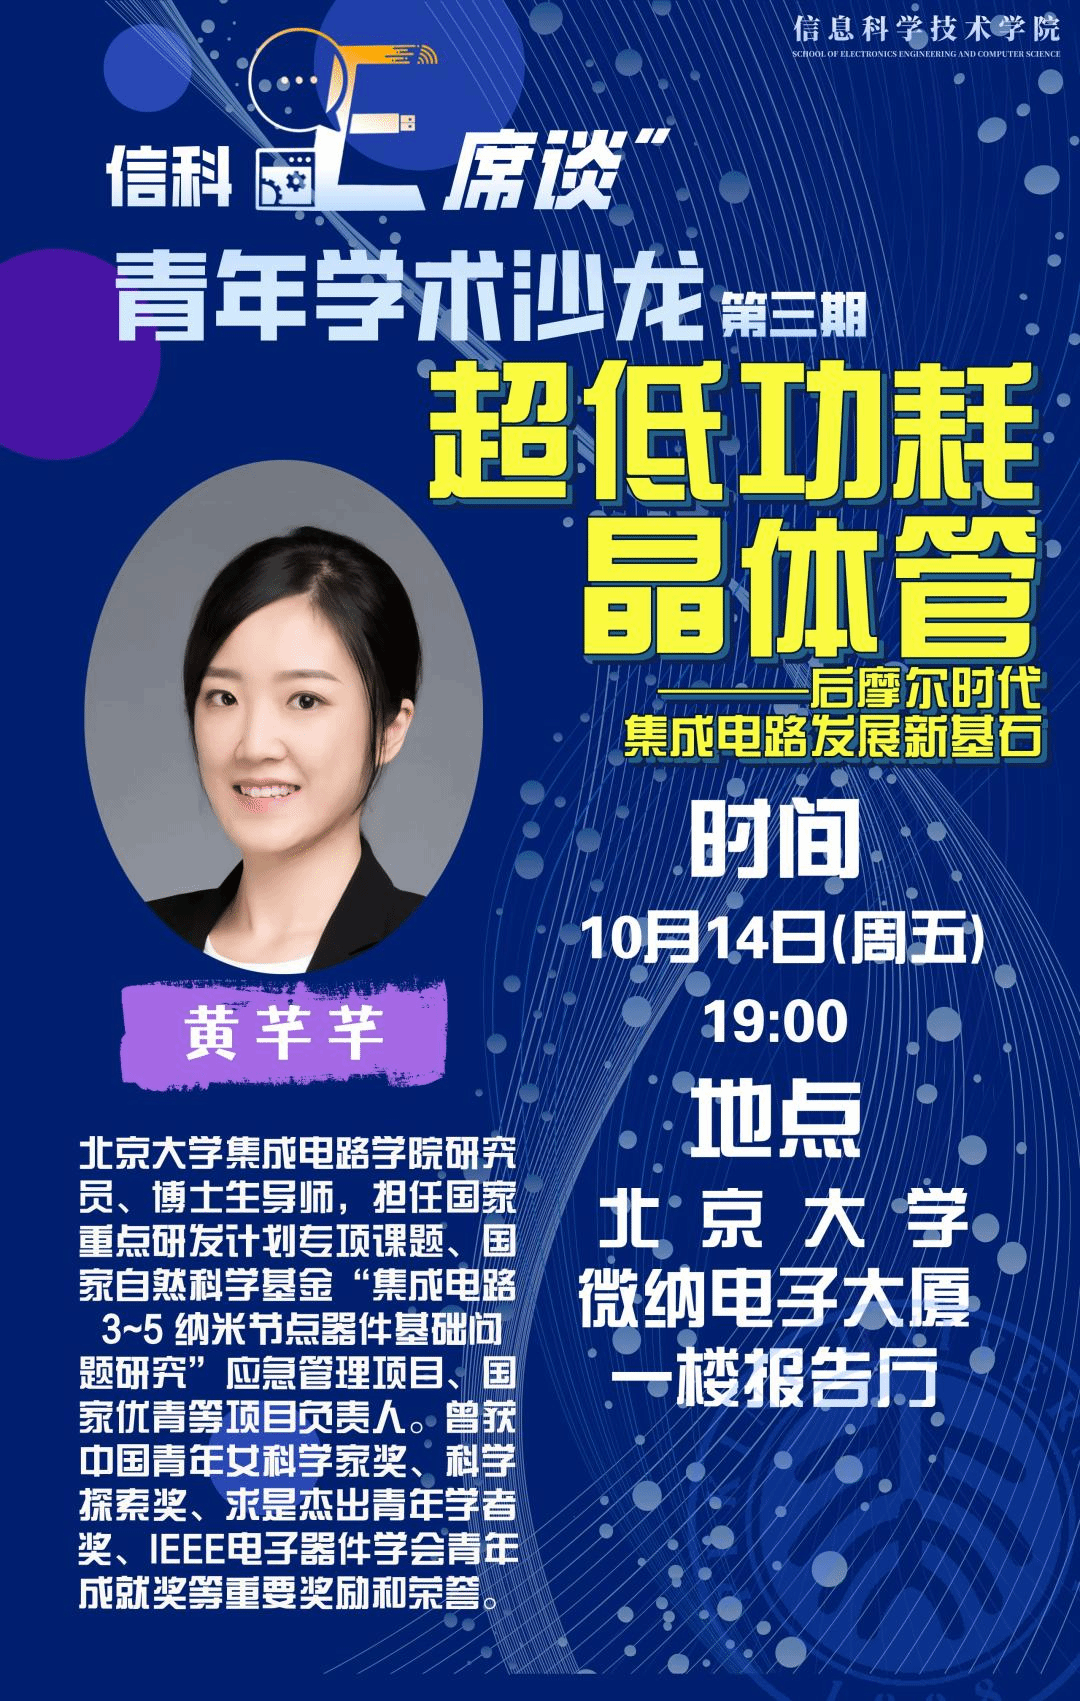 信息科学技术学院
SCHOOL OF ELECTRONICS ENGINEERING AND COMPUTER SCIENCE
信科E席谈”
青年学术沙龙 第三期
超低功耗
晶体管
———后摩尔时代
集成电路发展新基石
时间
10月14日(周五)
19:00
地点
北京大学
微纳电子大厦
一楼报告厅
黄芊芊
北京大学集成电路学院研究
员、博士生导师，担任国家
重点研发计划专项课题、国
家自然科学基金“集成电路
3~5 纳米节点器件基础问
题研究”应急管理项目、国
家优青等项目负责人。曾获
中国青年女科学家奖、科学
探索奖、求是杰出青年学者
奖、IEEE电子器件学会青年
成就奖等重要奖励和荣誉。